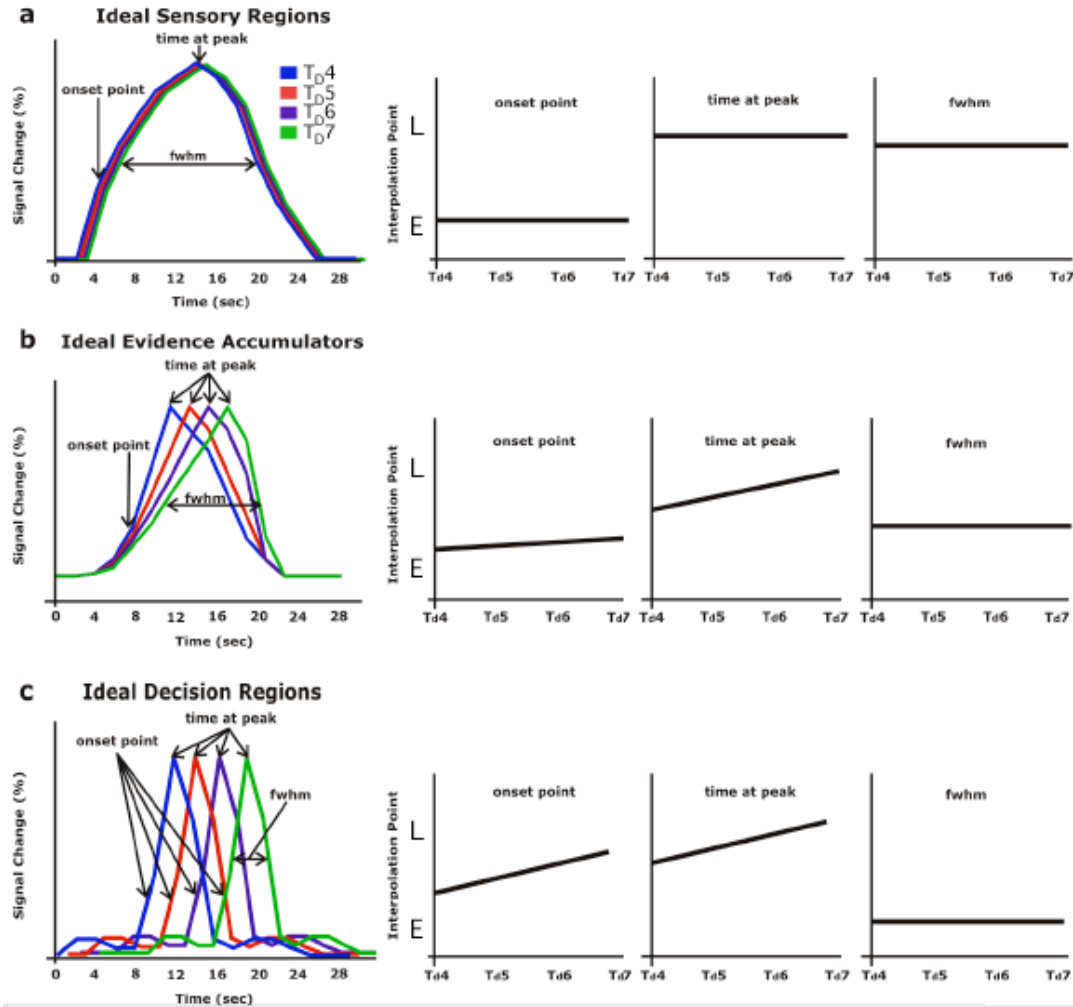 a
Ideal Sensory Regions
time at peak
onset point
fwhm
T_D4
T_D5
T_D6
T_D7
Signal Change (%)
0 4 8 12 16 20 24 28
Time (sec)
Interpolation Point
L
E
onset point
Td4 Td5 Td6 Td7
time at peak
Td4 Td5 Td6 Td7
fwhm
Td4 Td5 Td6 Td7
b
Ideal Evidence Accumulators
time at peak
onset point
fwhm
Signal Change (%)
0 4 8 12 16 20 24 28
Time (sec)
Interpolation Point
L
E
onset point
Td4 Td5 Td6 Td7
time at peak
Td4 Td5 Td6 Td7
fwhm
Td4 Td5 Td6 Td7
c
Ideal Decision Regions
time at peak
onset point
fwhm
Signal Change (%)
0 4 8 12 16 20 24 28
Time (sec)
Interpolation Point
L
E
onset point
Td4 Td5 Td6 Td7
time at peak
Td4 Td5 Td6 Td7
fwhm
Td4 Td5 Td6 Td7